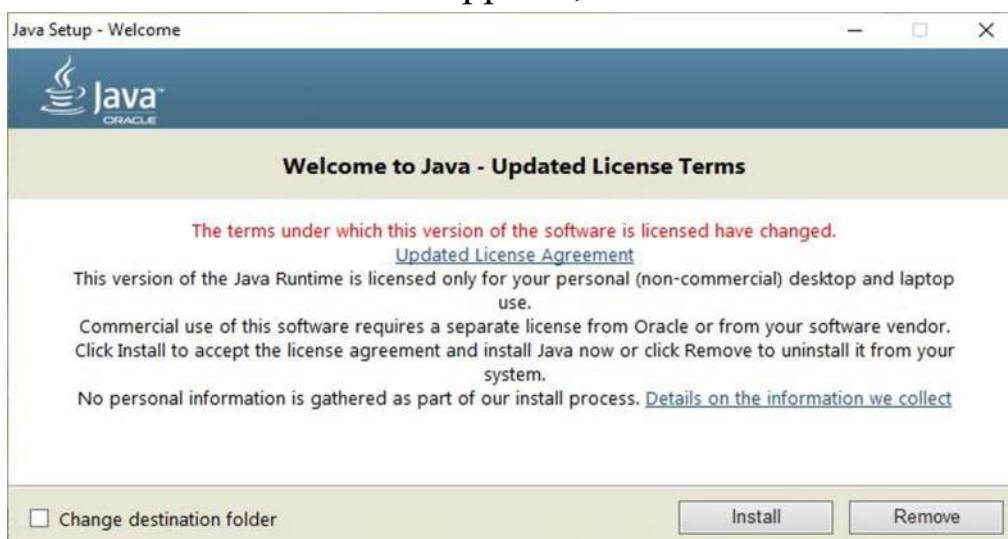 Java Setup - Welcome
Java
ORACLE
Welcome to Java - Updated License Terms
The terms under which this version of the software is licensed have changed.
Updated License Agreement
This version of the Java Runtime is licensed only for your personal (non-commercial) desktop and laptop
use.
Commercial use of this software requires a separate license from Oracle or from your software vendor.
Click Install to accept the license agreement and install Java now or click Remove to uninstall it from your
system.
No personal information is gathered as part of our install process. Details on the information we collect
Change destination folder
Install
Remove